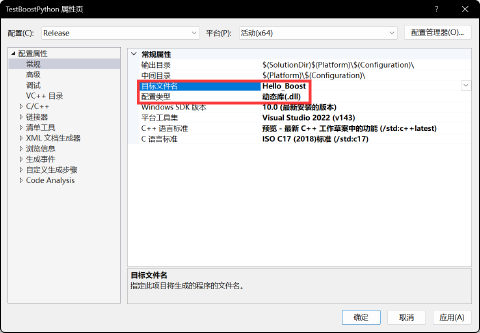 TestBoostPython 属性页
配置(C): Release 平台(P): 活动(x64) 配置管理器(O)...
配置属性
常规
高级
调试
VC++ 目录
C/C++
链接器
清单工具
XML 文档生成器
浏览信息
生成事件
自定义生成步骤
Code Analysis
常规属性
输出目录 $(SolutionDir)$(Platform)\$(Configuration)\
中间目录 $(Platform)\$(Configuration)\
目标文件名 Hello_Boost
配置类型 动态库(.dll)
Windows SDK 版本 10.0 (最新安装的版本)
平台工具集 Visual Studio 2022 (v143)
C++ 语言标准 预览 - 最新 C++ 工作草案中的功能 (/std:c++latest)
C 语言标准 ISO C17 (2018)标准 (/std:c17)
目标文件名
指定此项目将生成的程序的文件名。
确定 取消 应用(A)